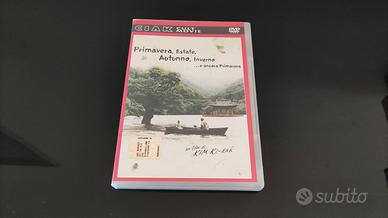 CIAK
DVD
Primavera, Estate,
Autunno, Inverno
...e ancora Primavera
un film di
KIM KI-DUK
subito